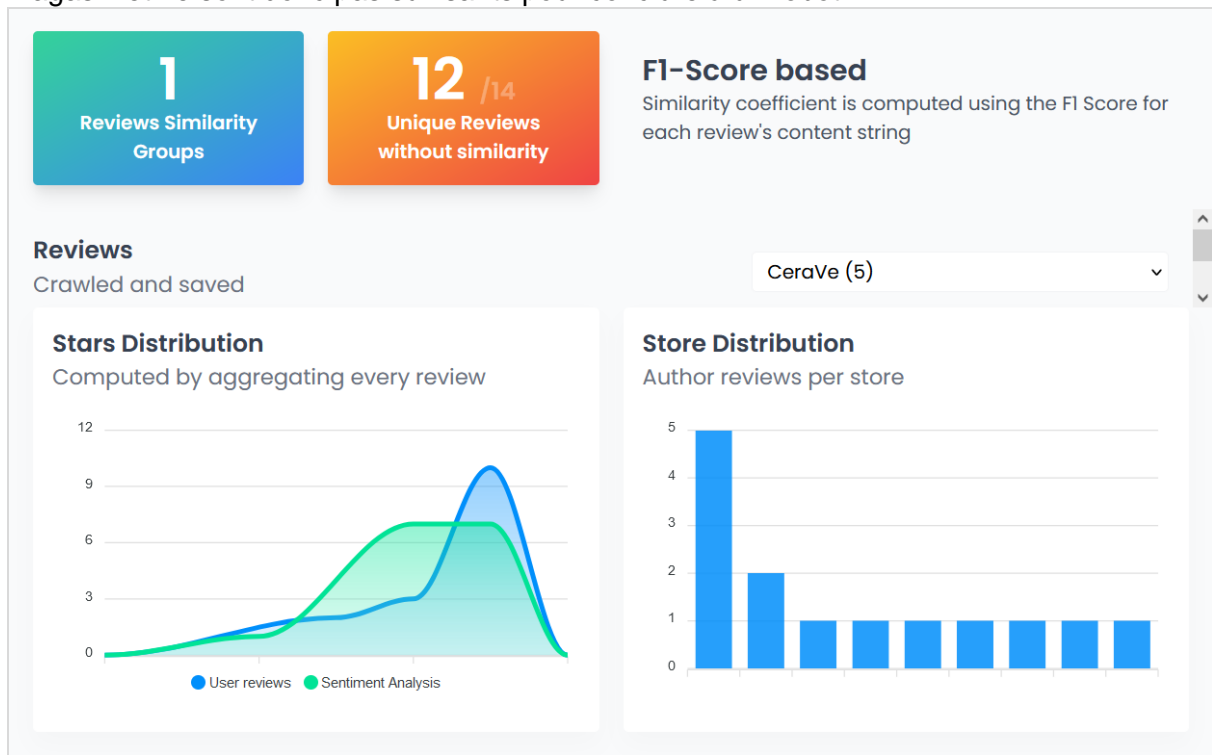 1
Reviews Similarity
Groups
12 /14
Unique Reviews
without similarity
F1-Score based
Similarity coefficient is computed using the F1 Score for
each review's content string
Reviews
Crawled and saved
CeraVe (5)
Stars Distribution
Computed by aggregating every review
12
9
6
3
0
User reviews Sentiment Analysis
Store Distribution
Author reviews per store
5
4
3
2
1
0